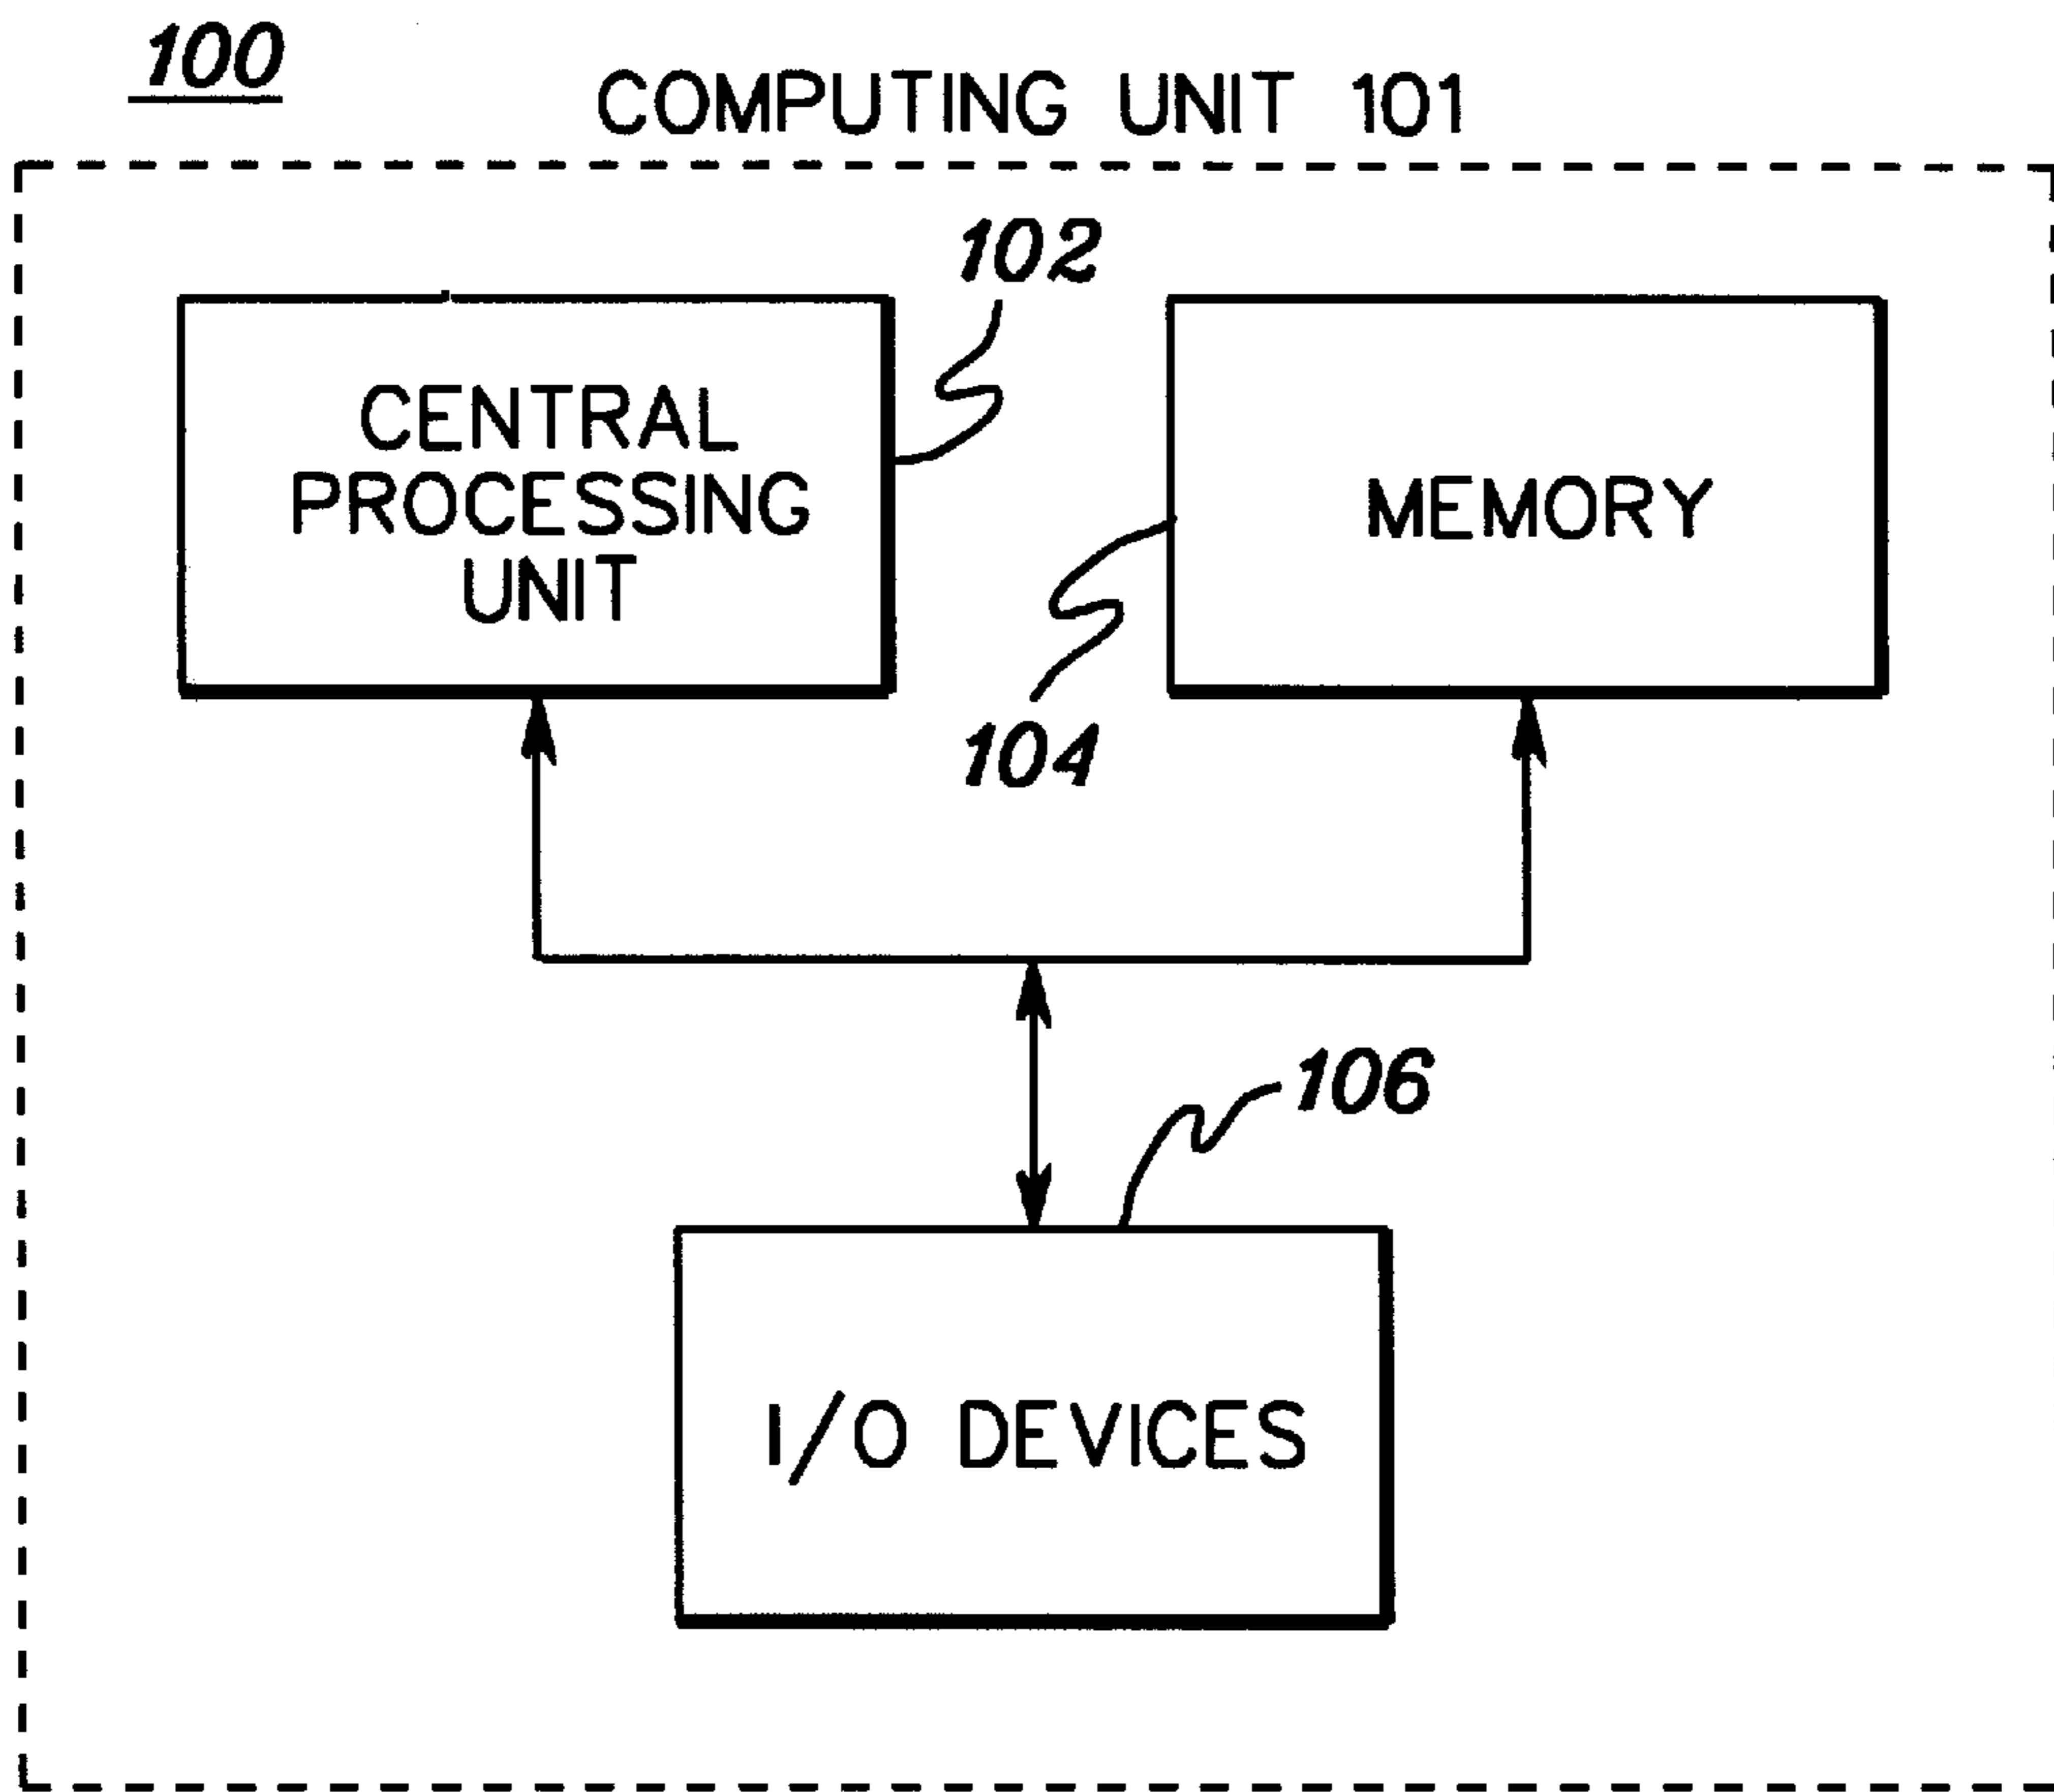 100
COMPUTING UNIT 101
102
CENTRAL
PROCESSING
UNIT
MEMORY
104
106
I/O DEVICES